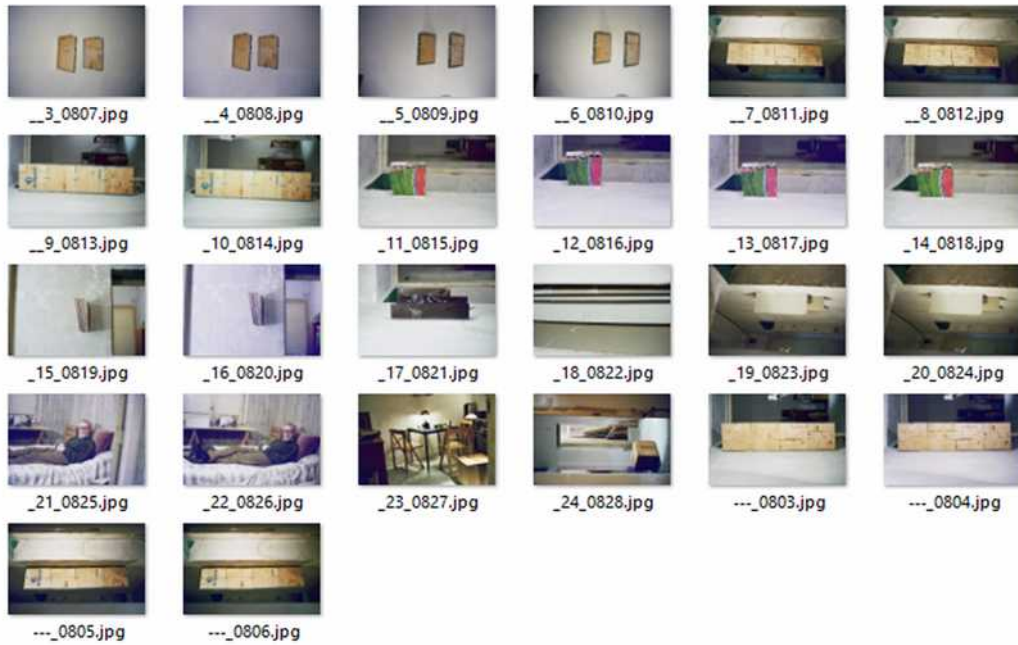 __3_0807.jpg __4_0808.jpg __5_0809.jpg __6_0810.jpg __7_0811.jpg __8_0812.jpg
__9_0813.jpg _10_0814.jpg _11_0815.jpg _12_0816.jpg _13_0817.jpg _14_0818.jpg
_15_0819.jpg _16_0820.jpg _17_0821.jpg _18_0822.jpg _19_0823.jpg _20_0824.jpg
_21_0825.jpg _22_0826.jpg _23_0827.jpg _24_0828.jpg ---_0803.jpg ---_0804.jpg
---_0805.jpg ---_0806.jpg